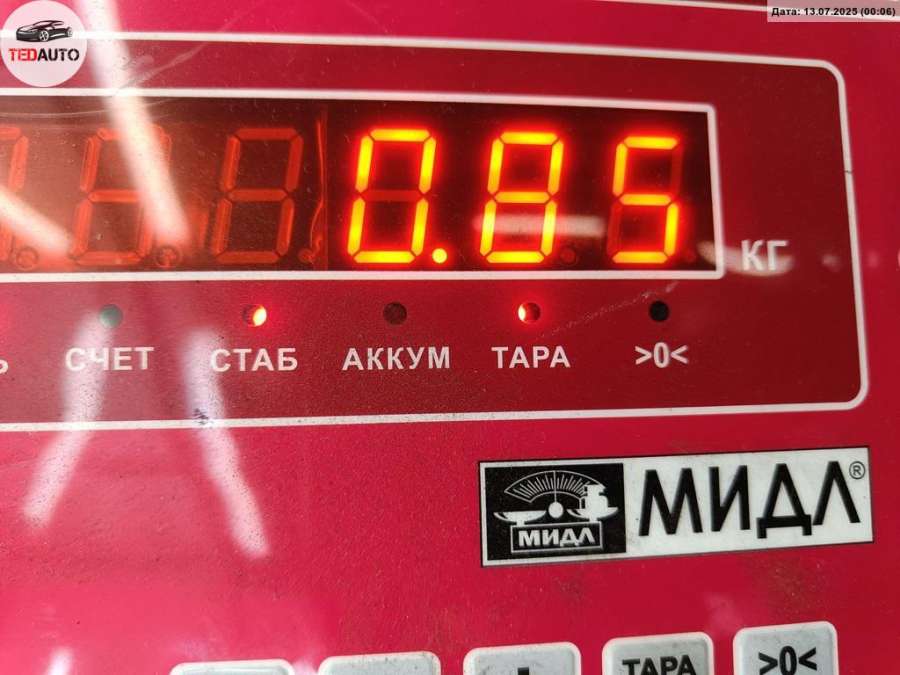 Дата: 13.07.2025 (00:06)
TEDAUTO
0.85
КГ
СЧЕТ СТАБ АККУМ ТАРА >0<
МИДЛ МИДЛ®
ТАРА >0<